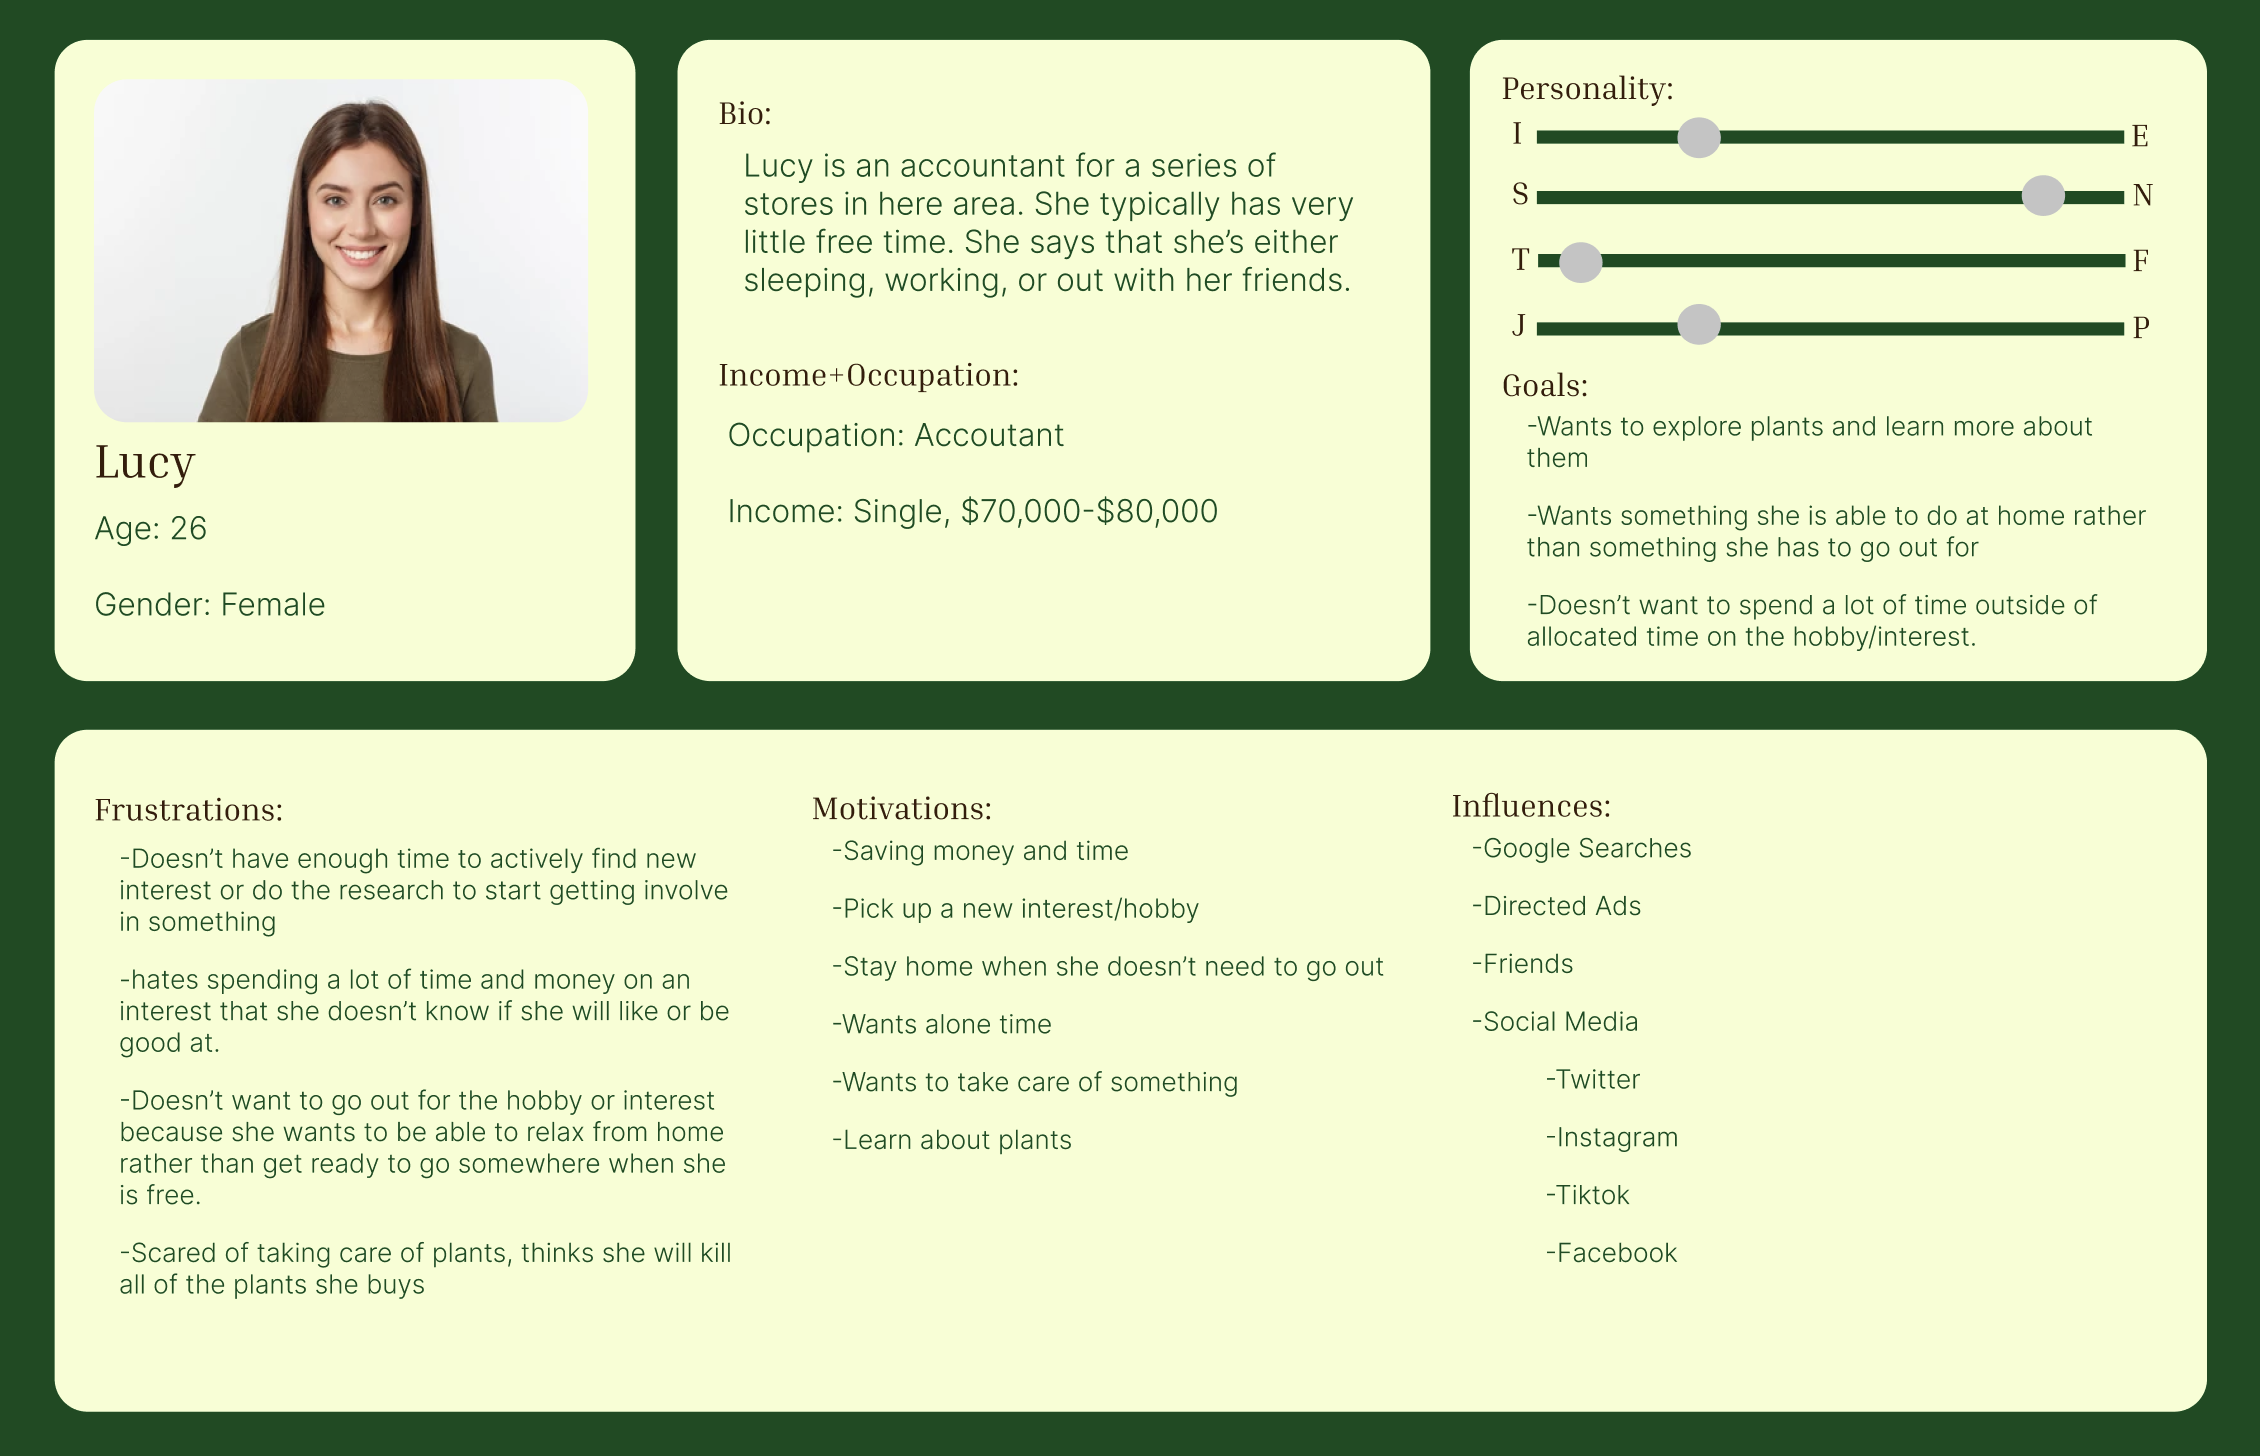 Lucy
Age: 26
Gender: Female
Bio:
Lucy is an accountant for a series of
stores in here area. She typically has very
little free time. She says that she’s either
sleeping, working, or out with her friends.
Income+Occupation:
Occupation: Accoutant
Income: Single, $70,000-$80,000
Personality:
I E
S N
T F
J P
Goals:
-Wants to explore plants and learn more about
them
-Wants something she is able to do at home rather
than something she has to go out for
-Doesn’t want to spend a lot of time outside of
allocated time on the hobby/interest.
Frustrations:
-Doesn’t have enough time to actively find new
interest or do the research to start getting involve
in something
-hates spending a lot of time and money on an
interest that she doesn’t know if she will like or be
good at.
-Doesn’t want to go out for the hobby or interest
because she wants to be able to relax from home
rather than get ready to go somewhere when she
is free.
-Scared of taking care of plants, thinks she will kill
all of the plants she buys
Motivations:
-Saving money and time
-Pick up a new interest/hobby
-Stay home when she doesn’t need to go out
-Wants alone time
-Wants to take care of something
-Learn about plants
Influences:
-Google Searches
-Directed Ads
-Friends
-Social Media
-Twitter
-Instagram
-Tiktok
-Facebook